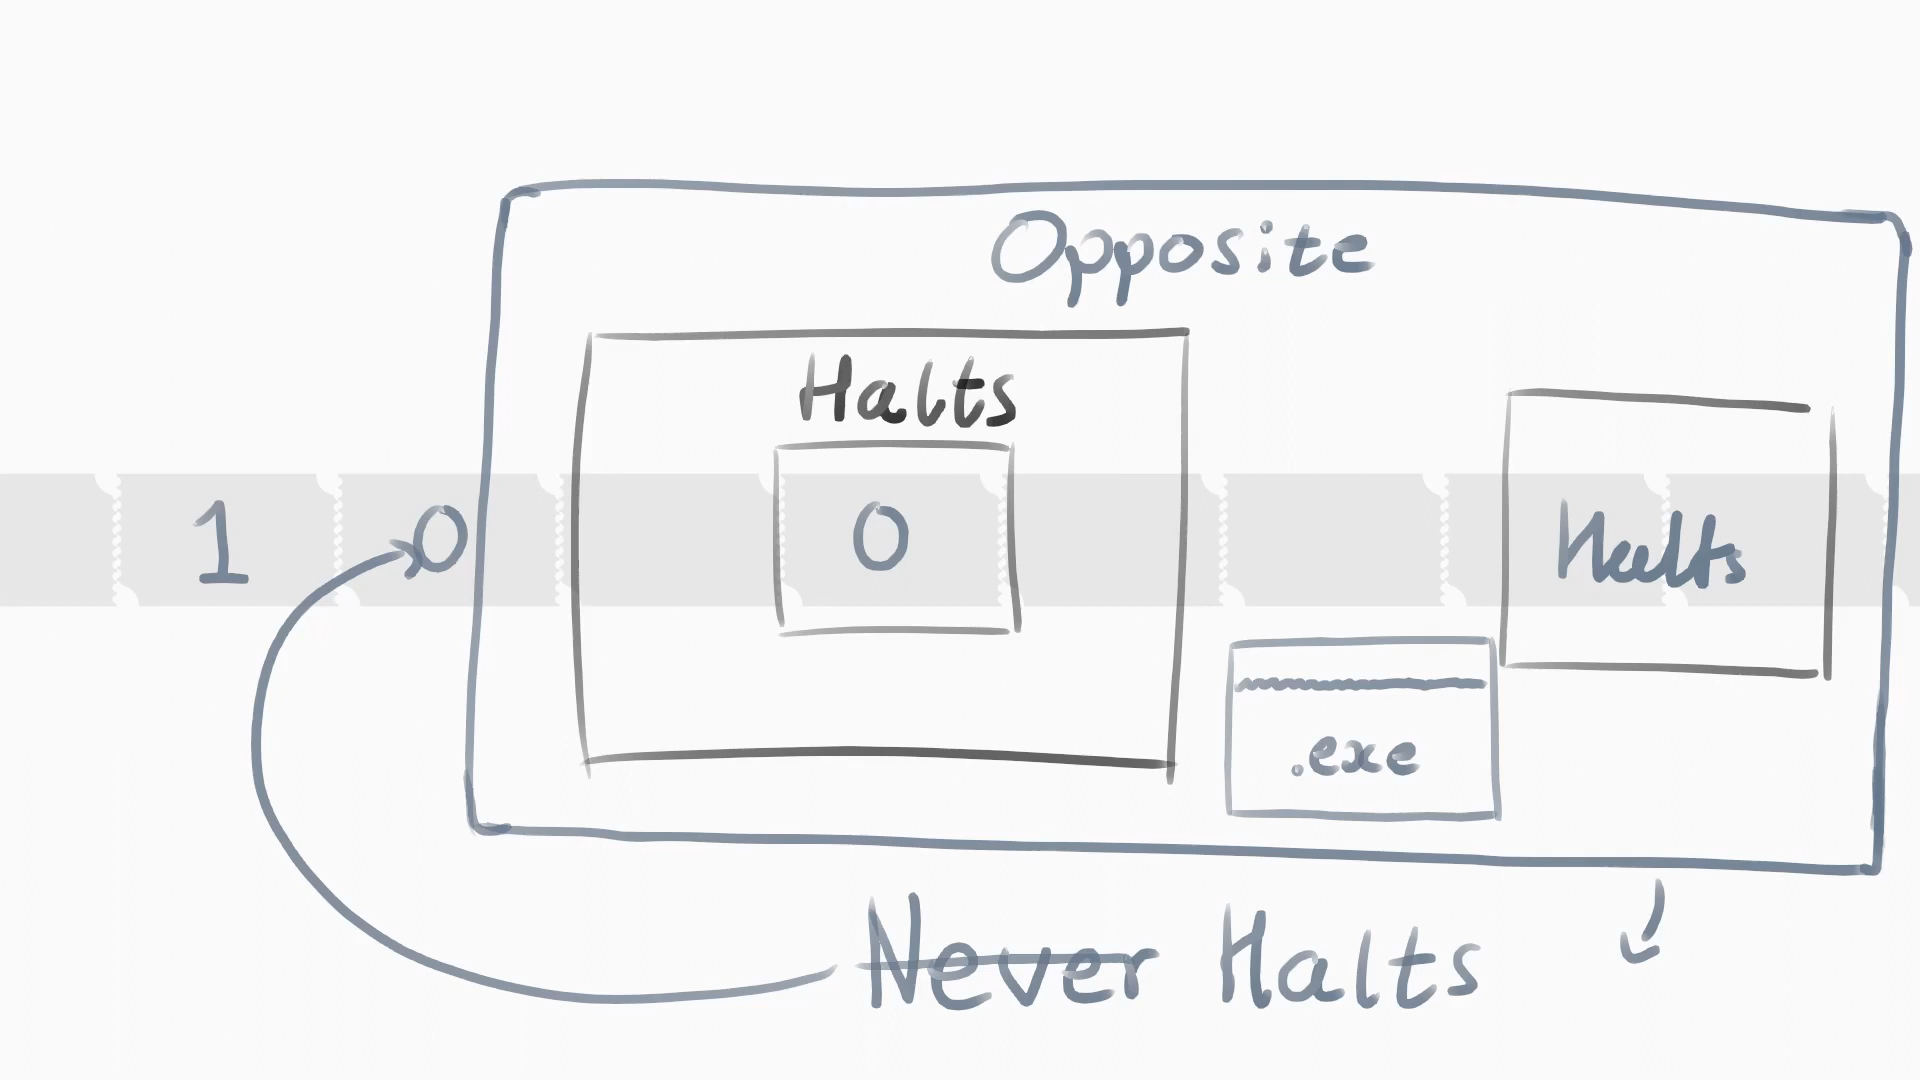 Opposite
Halts
1 0 0 Halts
.exe
Never Halts